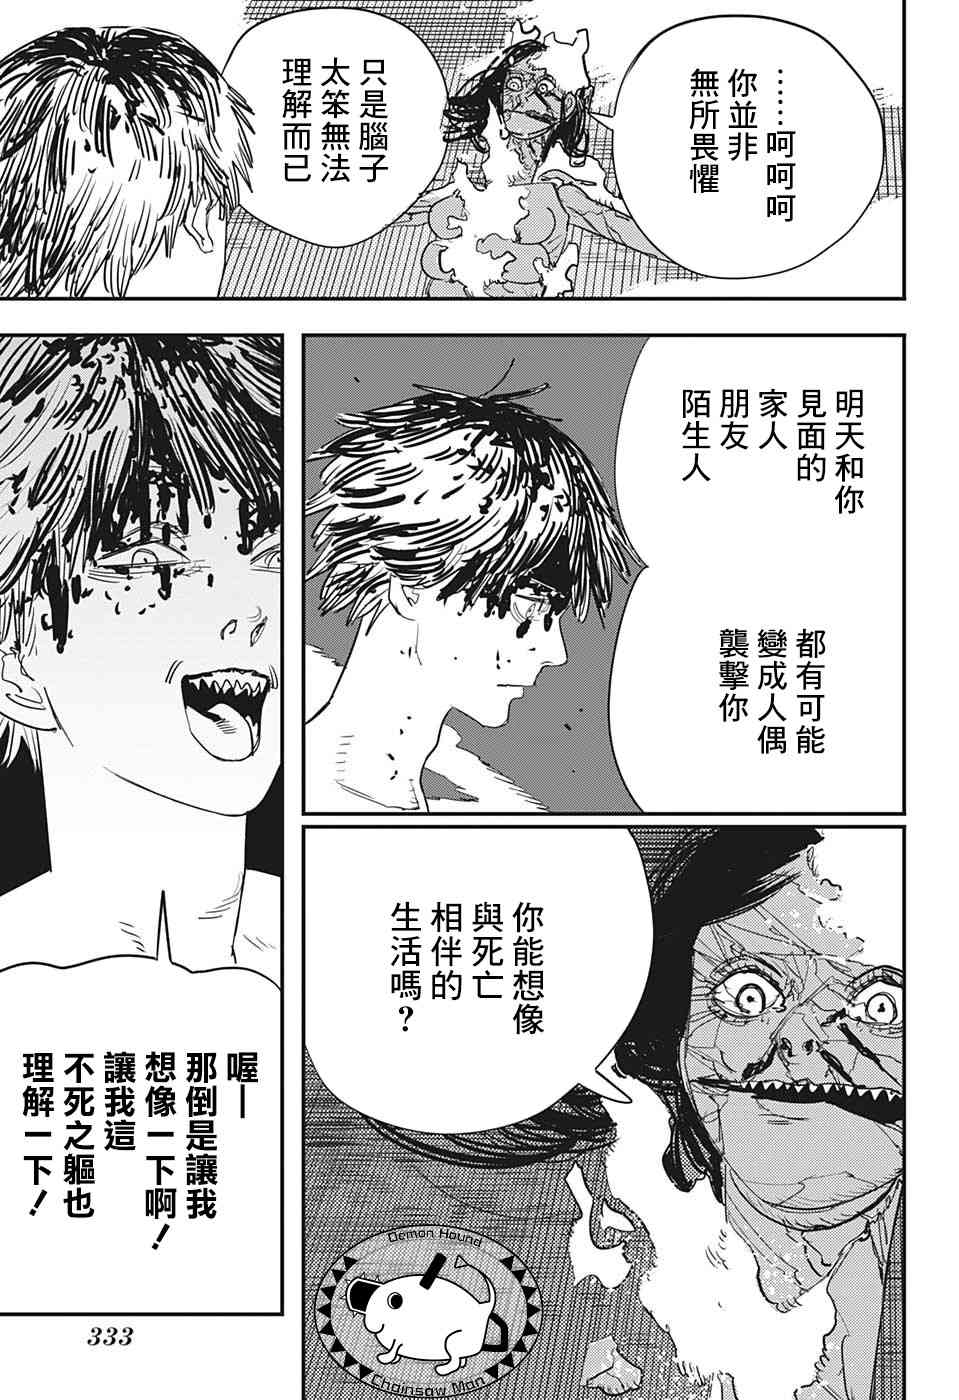 ……呵呵呵
你並非
無所畏懼
只是腦子
太笨無法
理解而已
明天和你
見面的
家人
朋友
陌生人
都有可能
變成人偶
襲擊你
你能想像
與死亡
相伴的
生活嗎?
喔—
那倒是讓我
想像一下啊!
讓我這
不死之軀也
理解一下!
333
Demon Hound
Chainsaw Man